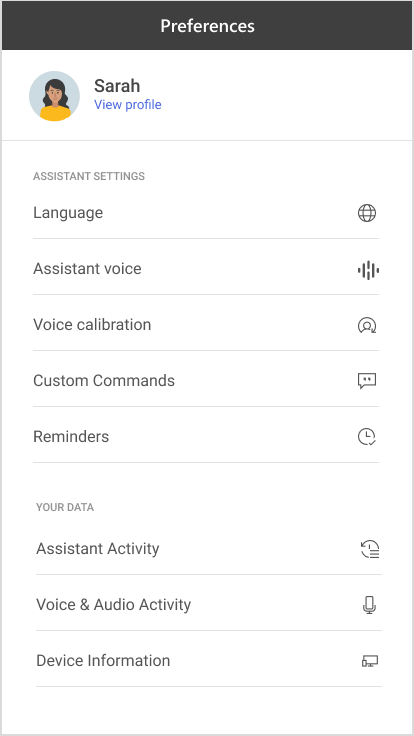 Preferences
Sarah
View profile
ASSISTANT SETTINGS
Language
Assistant voice
Voice calibration
Custom Commands
Reminders
YOUR DATA
Assistant Activity
Voice & Audio Activity
Device Information